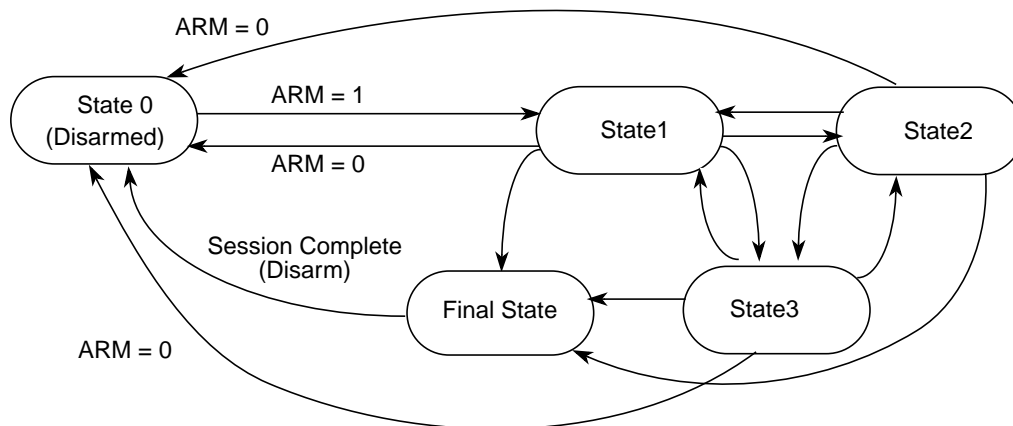 ARM = 0
State 0
(Disarmed)
ARM = 1
State1
State2
ARM = 0
Session Complete
(Disarm)
Final State
State3
ARM = 0